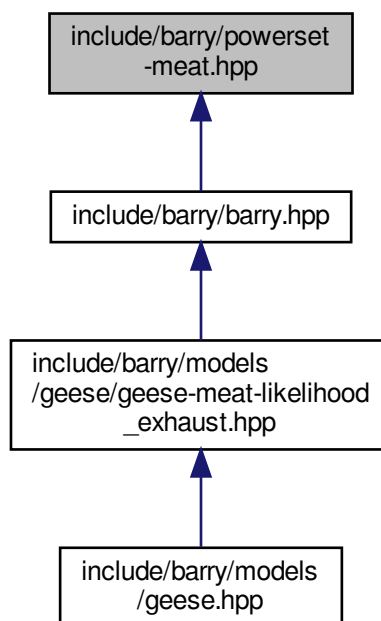 include/barry/powerset
-meat.hpp
include/barry/barry.hpp
include/barry/models
/geese/geese-meat-likelihood
_exhaust.hpp
include/barry/models
/geese.hpp